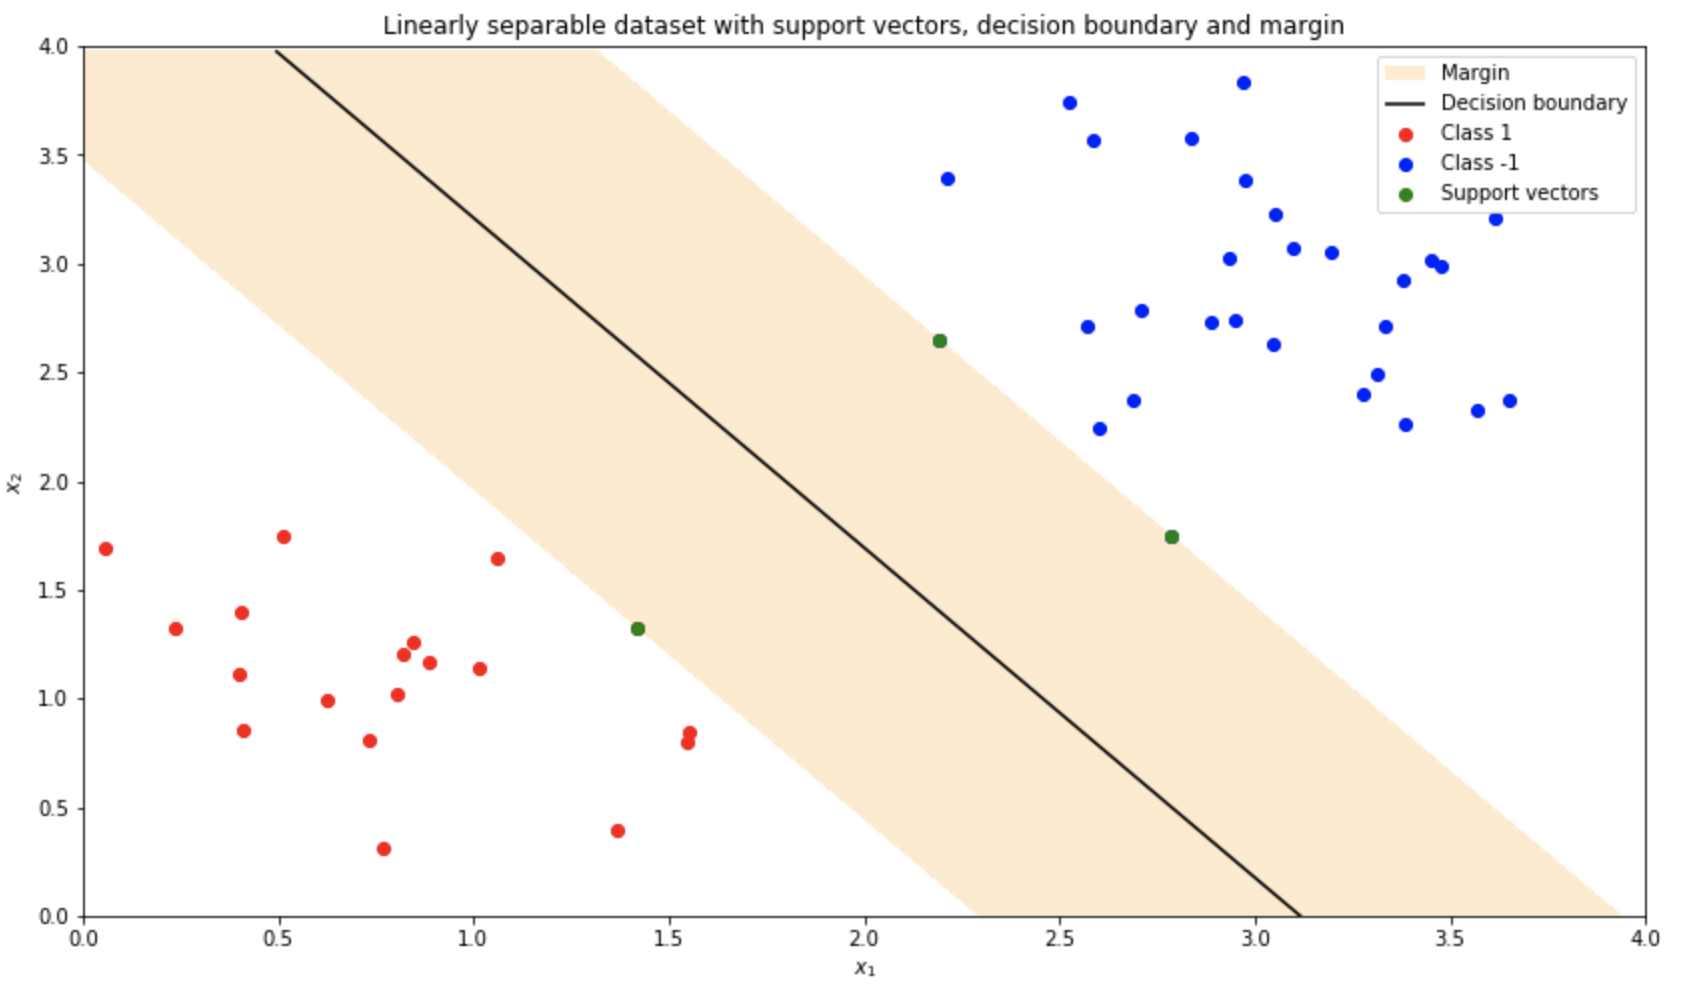 Linearly separable dataset with support vectors, decision boundary and margin
4.0
3.5
3.0
2.5
2.0
1.5
1.0
0.5
0.0
x₂
Margin
Decision boundary
Class 1
Class -1
Support vectors
0.0 0.5 1.0 1.5 2.0 2.5 3.0 3.5 4.0
x₁